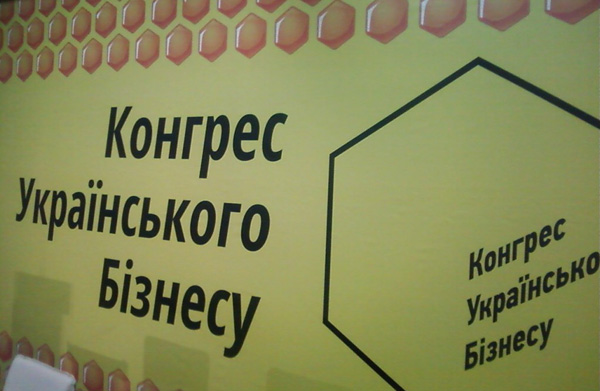 Конгрес
Українського
Бізнесу
Конгрес
Українсько
Бізнесу